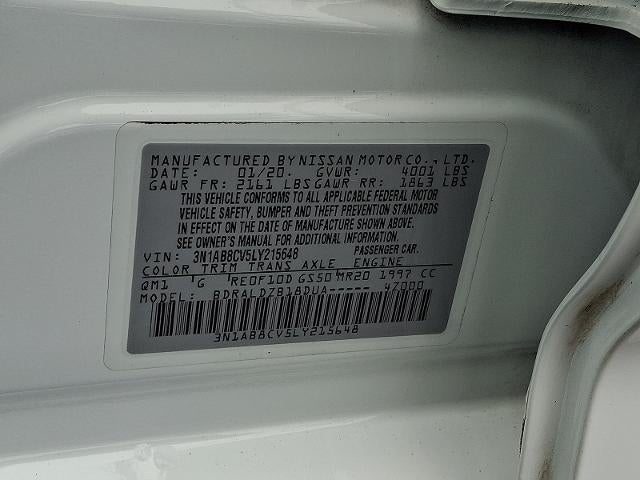 MANUFACTURED BY NISSAN MOTOR CO., LTD.
DATE: 01/20. GVWR: 4001 LBS
GAWR FR: 2161 LBS GAWR RR: 1863 LBS
THIS VEHICLE CONFORMS TO ALL APPLICABLE FEDERAL MOTOR
VEHICLE SAFETY, BUMPER AND THEFT PREVENTION STANDARDS
IN EFFECT ON THE DATE OF MANUFACTURE SHOWN ABOVE.
SEE OWNER'S MANUAL FOR ADDITIONAL INFORMATION.
VIN: 3N1AB8CV5LY215648 PASSENGER CAR.
COLOR TRIM TRANS AXLE ENGINE
QM1 G RE0F10D GS50 MR20 1997 CC
MODEL: BDRALDZB18DUA----- 47000
3N1AB8CV5LY215648